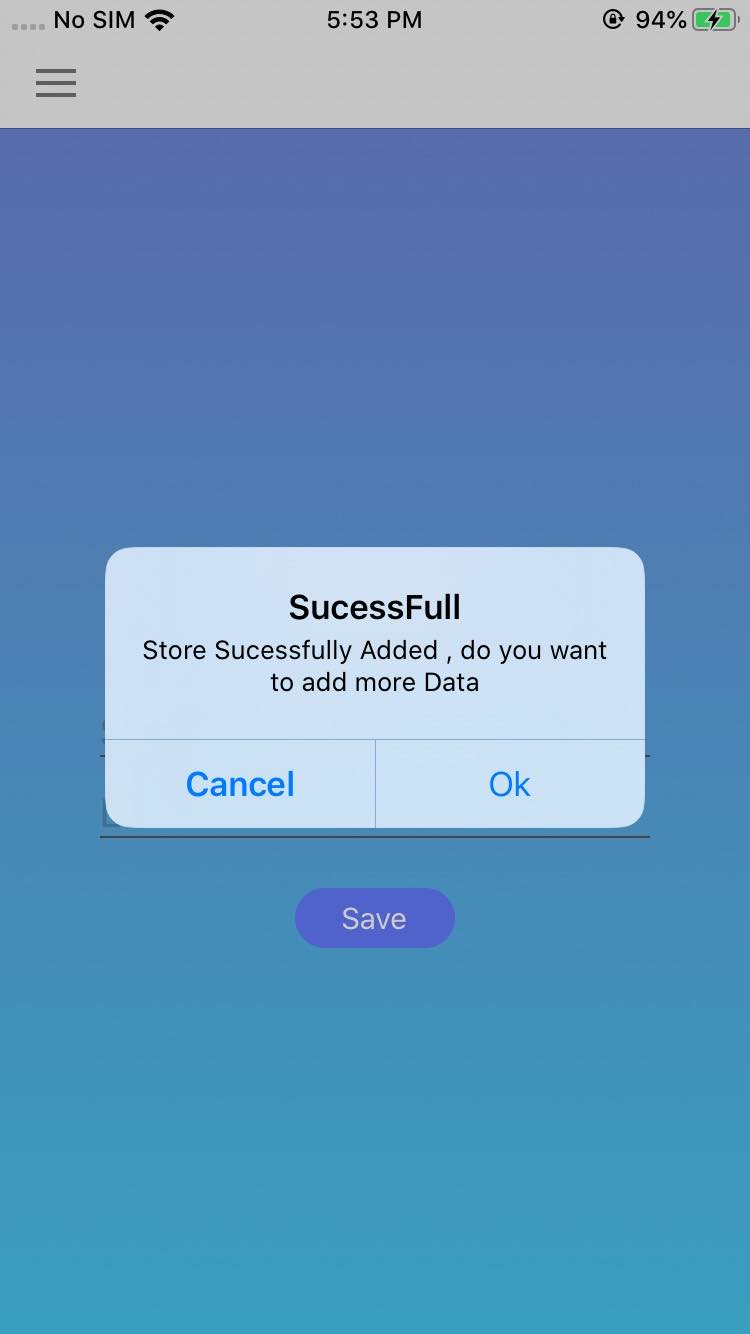 No SIM 5:53 PM 94%
SucessFull
Store Sucessfully Added , do you want
to add more Data
Cancel Ok
Save